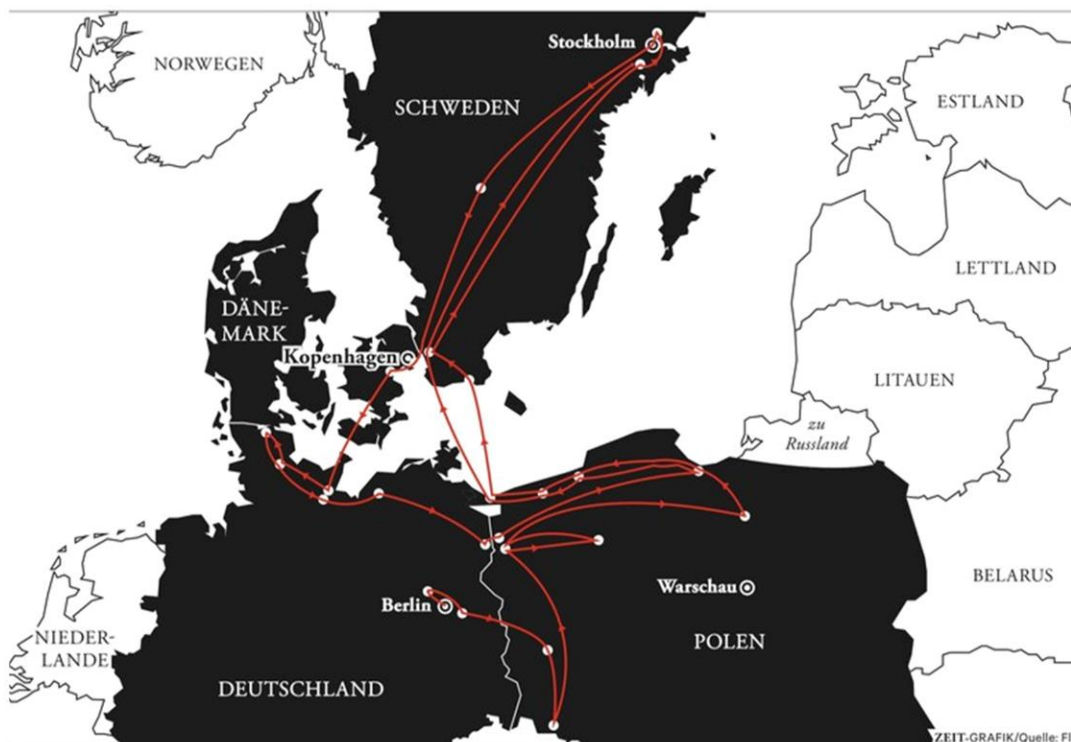 Stockholm
NORWEGEN
SCHWEDEN
ESTLAND
LETTLAND
DÄNE-
MARK
Kopenhagen
LITAUEN
zu
Russland
BELARUS
Warschau
Berlin
NIEDER-
LANDE
POLEN
DEUTSCHLAND
ZEIT-GRAFIK/Quelle: